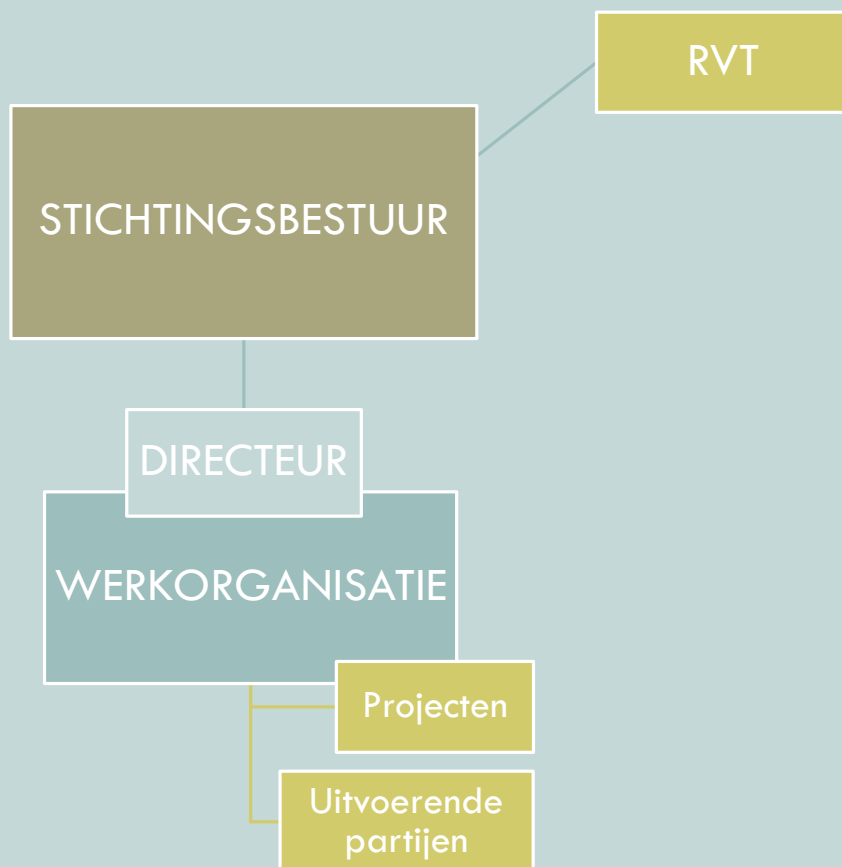 RVT
STICHTINGSBESTUUR
DIRECTEUR
WERKORGANISATIE
Projecten
Uitvoerende
partijen